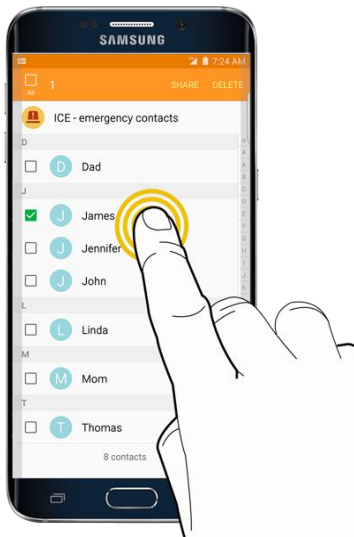 SAMSUNG
7:24 AM
All 1 SHARE DELETE
ICE - emergency contacts
D
D Dad
J
J James
J Jennifer
J John
L
L Linda
M
M Mom
T
T Thomas
8 contacts
#
A
B
C
D
E
F
G
H
I
J
K